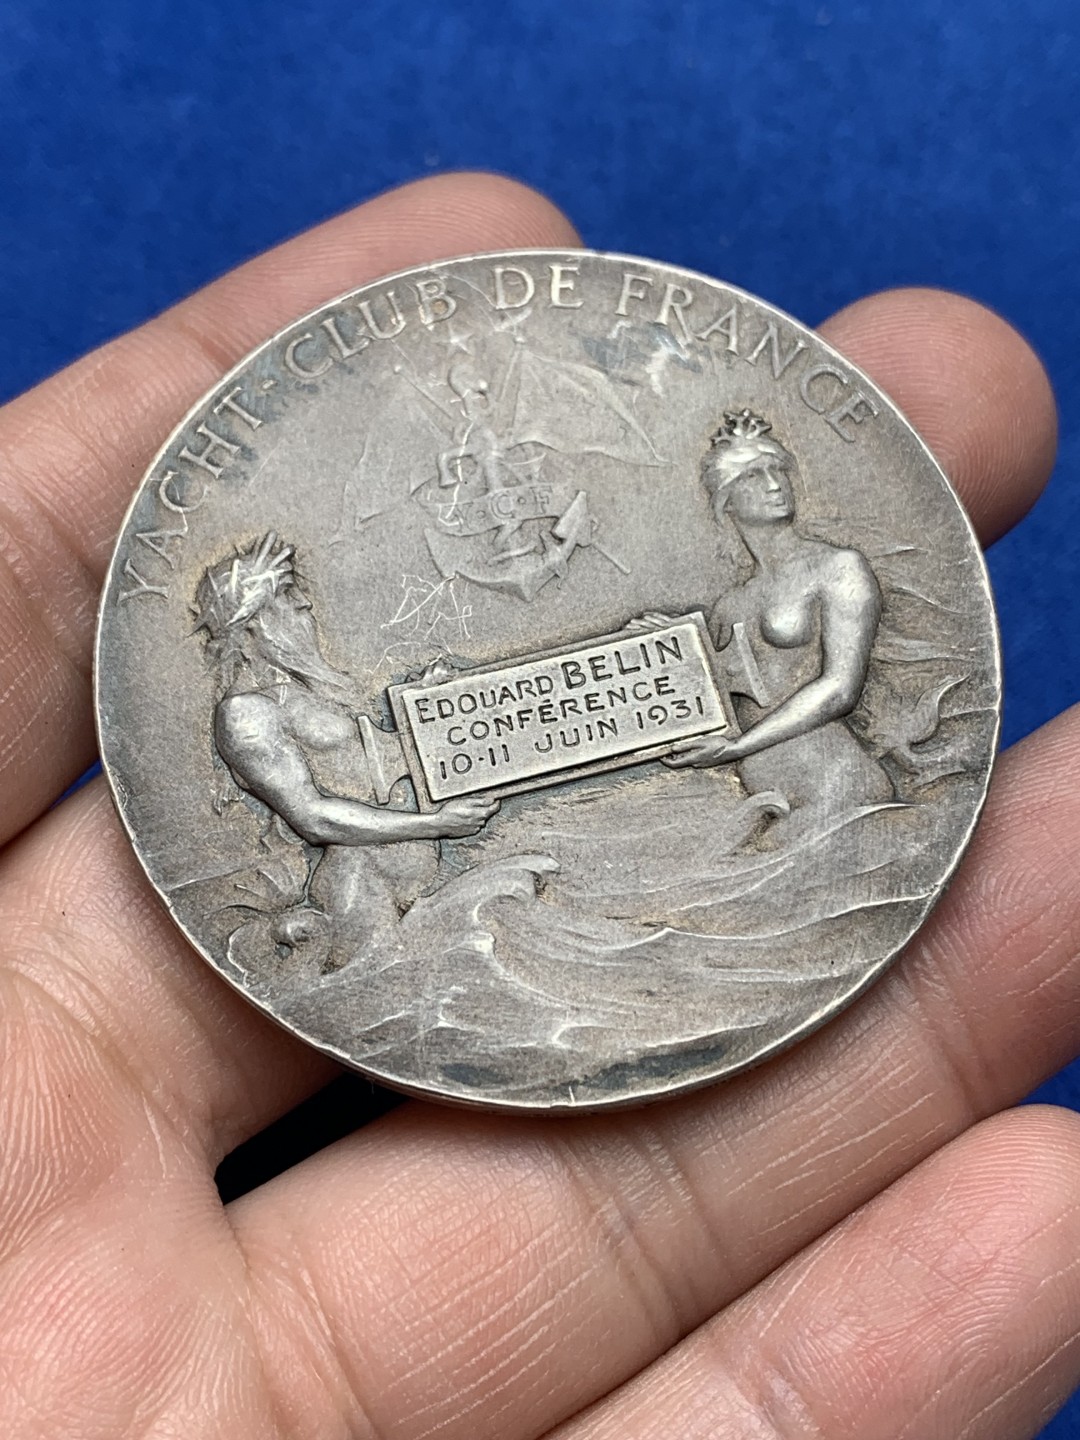 YACHT-CLUB DE FRANCE
Y·C·F
EDOUARD BELIN
CONFÉRENCE
10-11 JUIN 1931